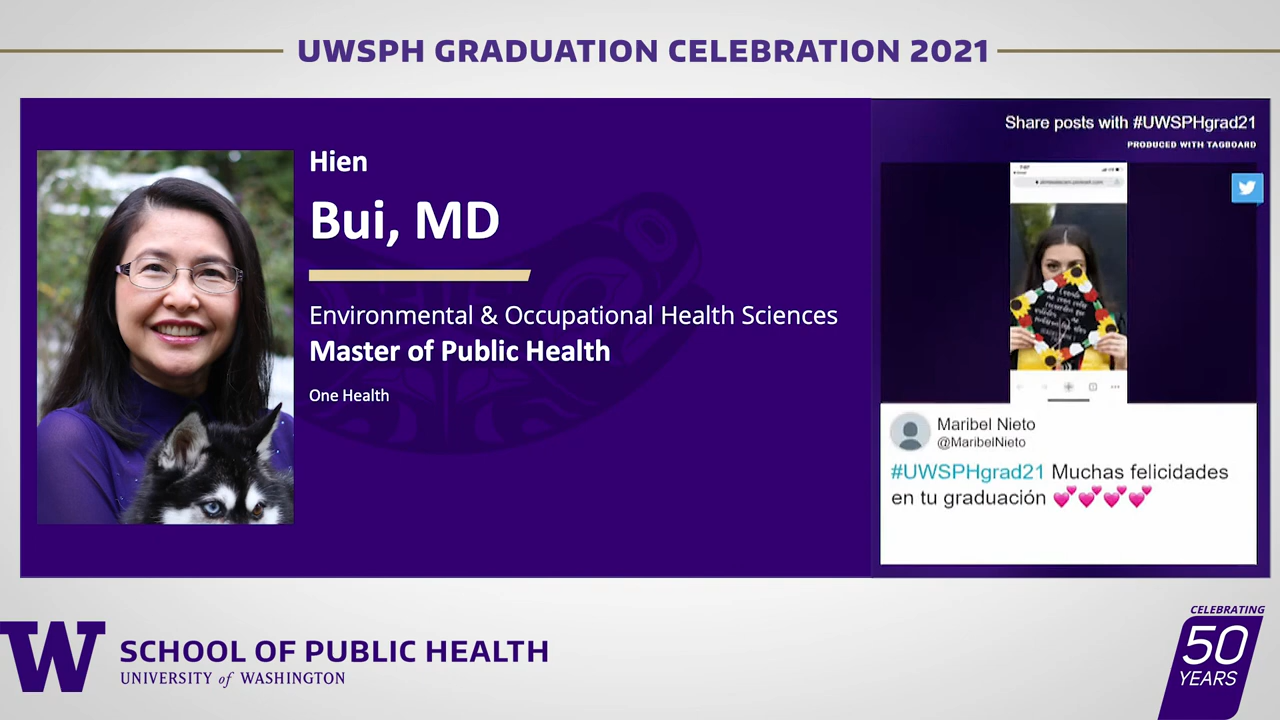 UWSPH GRADUATION CELEBRATION 2021
Hien
Bui, MD
Environmental & Occupational Health Sciences
Master of Public Health
One Health
Share posts with #UWSPHgrad21
PRODUCED WITH TAGBOARD
Maribel Nieto
@MaribelNieto
#UWSPHgrad21 Muchas felicidades
en tu graduación 💕💕💕💕
W SCHOOL OF PUBLIC HEALTH
UNIVERSITY of WASHINGTON
CELEBRATING
50
YEARS